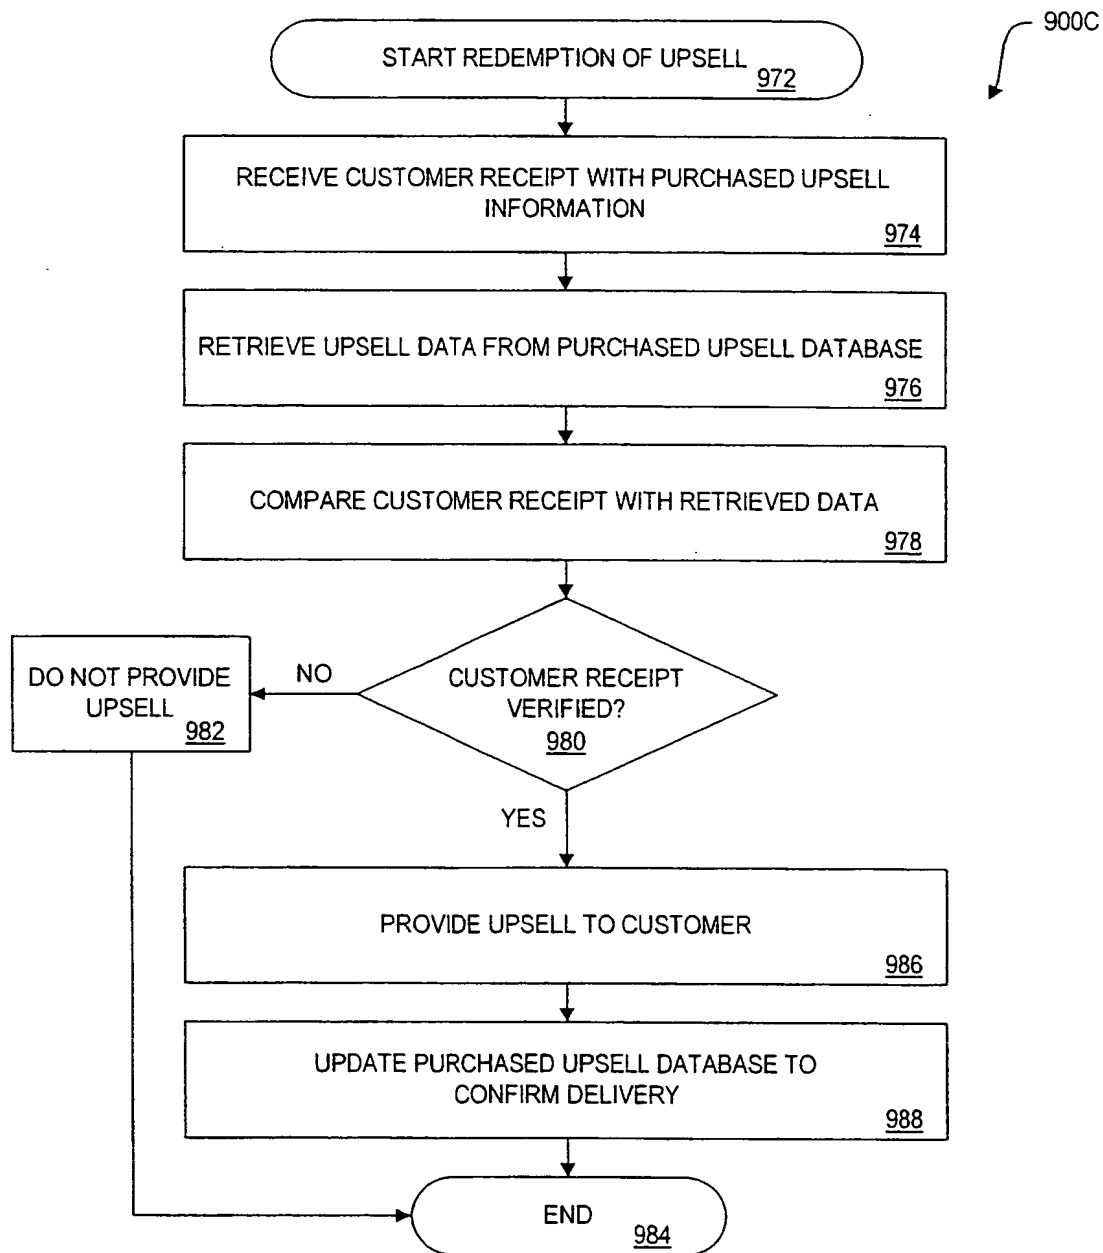 900C
START REDEMPTION OF UPSELL
972
RECEIVE CUSTOMER RECEIPT WITH PURCHASED UPSELL
INFORMATION
974
RETRIEVE UPSELL DATA FROM PURCHASED UPSELL DATABASE
976
COMPARE CUSTOMER RECEIPT WITH RETRIEVED DATA
978
CUSTOMER RECEIPT
VERIFIED?
980
NO
DO NOT PROVIDE
UPSELL
982
YES
PROVIDE UPSELL TO CUSTOMER
986
UPDATE PURCHASED UPSELL DATABASE TO
CONFIRM DELIVERY
988
END
984